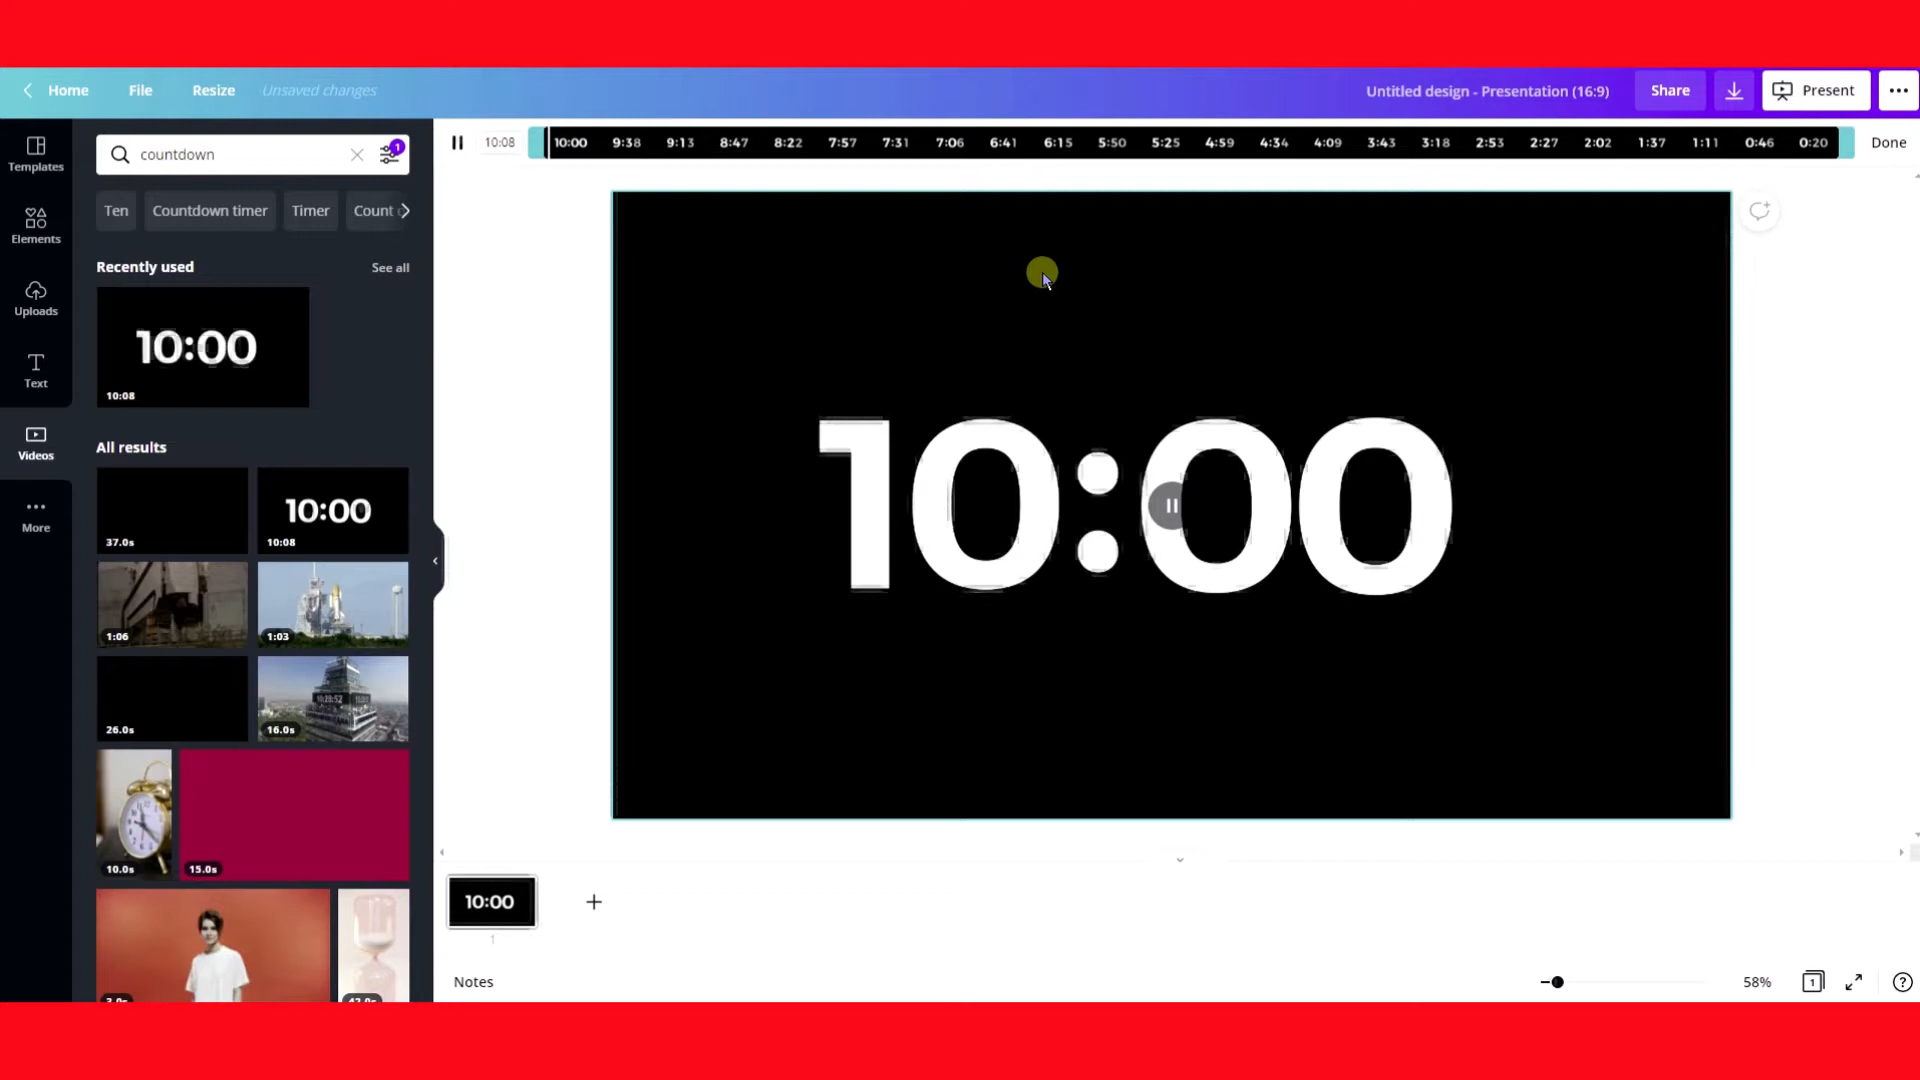 Home File Resize Unsaved changes Untitled design - Presentation (16:9) Share Present
Templates
Elements
Uploads
Text
Videos
More
countdown 1
Ten Countdown timer Timer Count
Recently used See all
10:00
10:08
All results
37.0s
10:00
10:08
1:06
1:03
26.0s
16.0s
10.0s
15.0s
10:08 10:00 9:38 9:13 8:47 8:22 7:57 7:31 7:06 6:41 6:15 5:50 5:25 4:59 4:34 4:09 3:43 3:18 2:53 2:27 2:02 1:37 1:11 0:46 0:20 Done
10:00
10:00
1
Notes 58% 1 ?